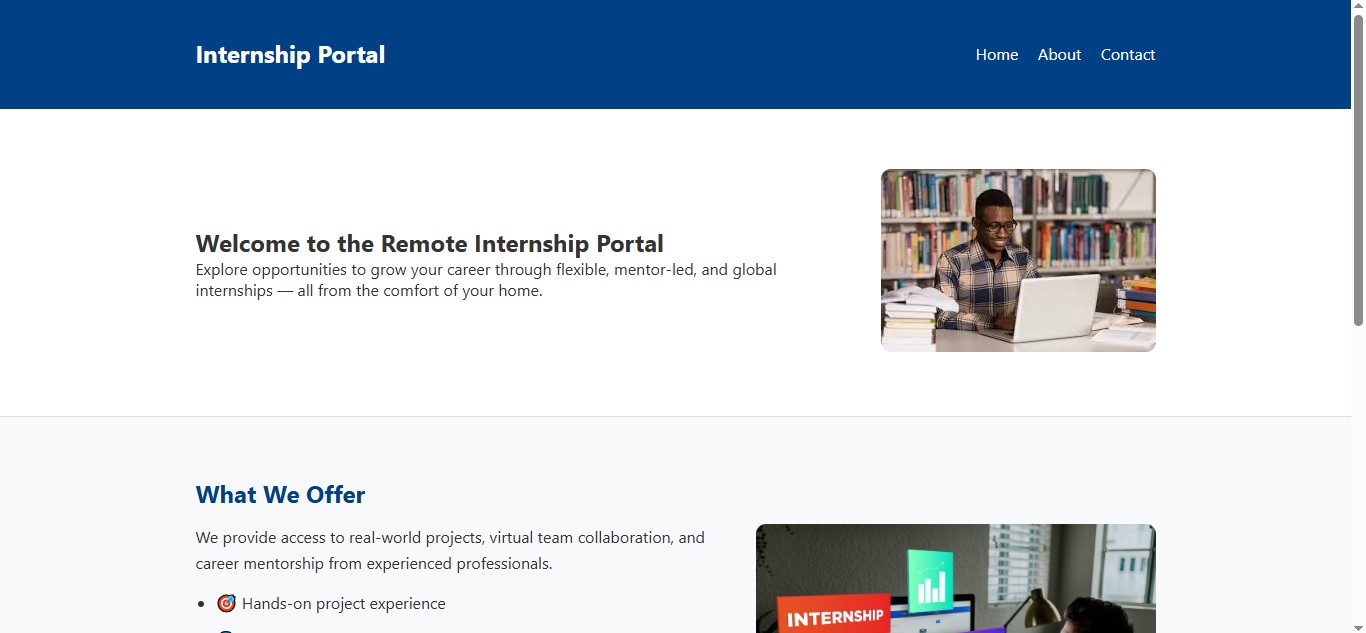 Internship Portal
Home About Contact
Welcome to the Remote Internship Portal
Explore opportunities to grow your career through flexible, mentor-led, and global
internships — all from the comfort of your home.
What We Offer
We provide access to real-world projects, virtual team collaboration, and
career mentorship from experienced professionals.
• 🎯 Hands-on project experience
INTERNSHIP